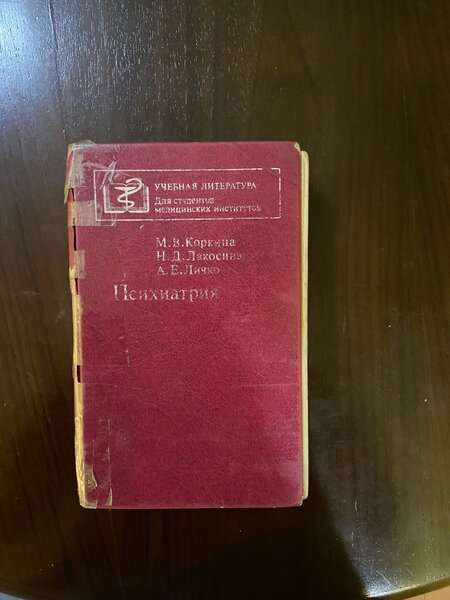 УЧЕБНАЯ ЛИТЕРАТУРА
Для студентов
медицинских институтов
М. В. Коркина
Н. Д. Лакосина
А. Е. Личко
Психиатрия